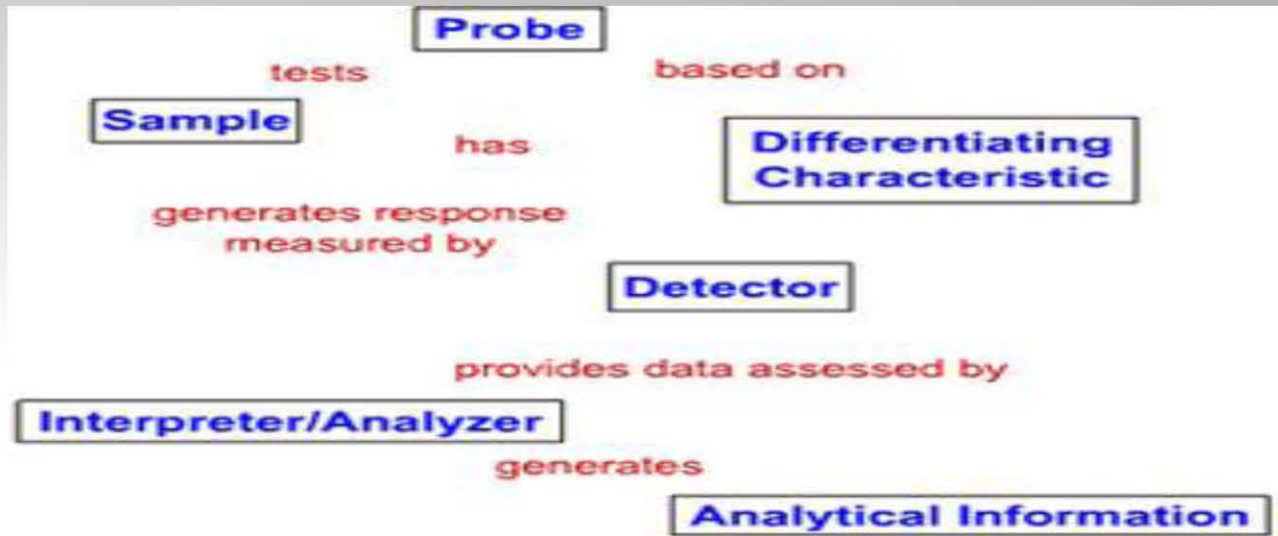 Probe
tests
based on
Sample
has
Differentiating
Characteristic
generates response
measured by
Detector
provides data assessed by
Interpreter/Analyzer
generates
Analytical Information